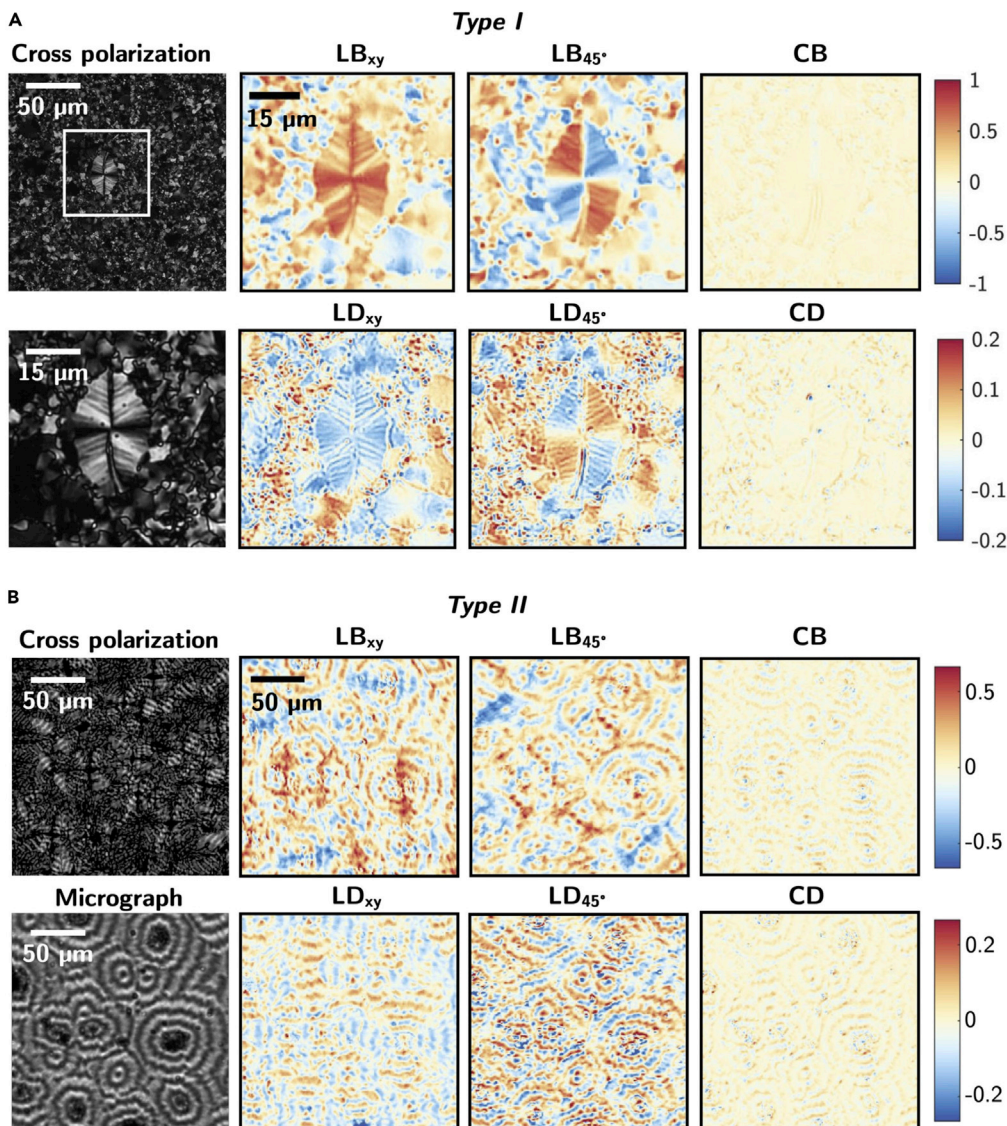 A
Type I
Cross polarization
LBxy
LB45°
CB
50 μm
15 μm
1
0.5
0
-0.5
-1
LDxy
LD45°
CD
15 μm
0.2
0.1
0
-0.1
-0.2
B
Type II
Cross polarization
LBxy
LB45°
CB
50 μm
50 μm
0.5
0
-0.5
Micrograph
LDxy
LD45°
CD
50 μm
0.2
0
-0.2